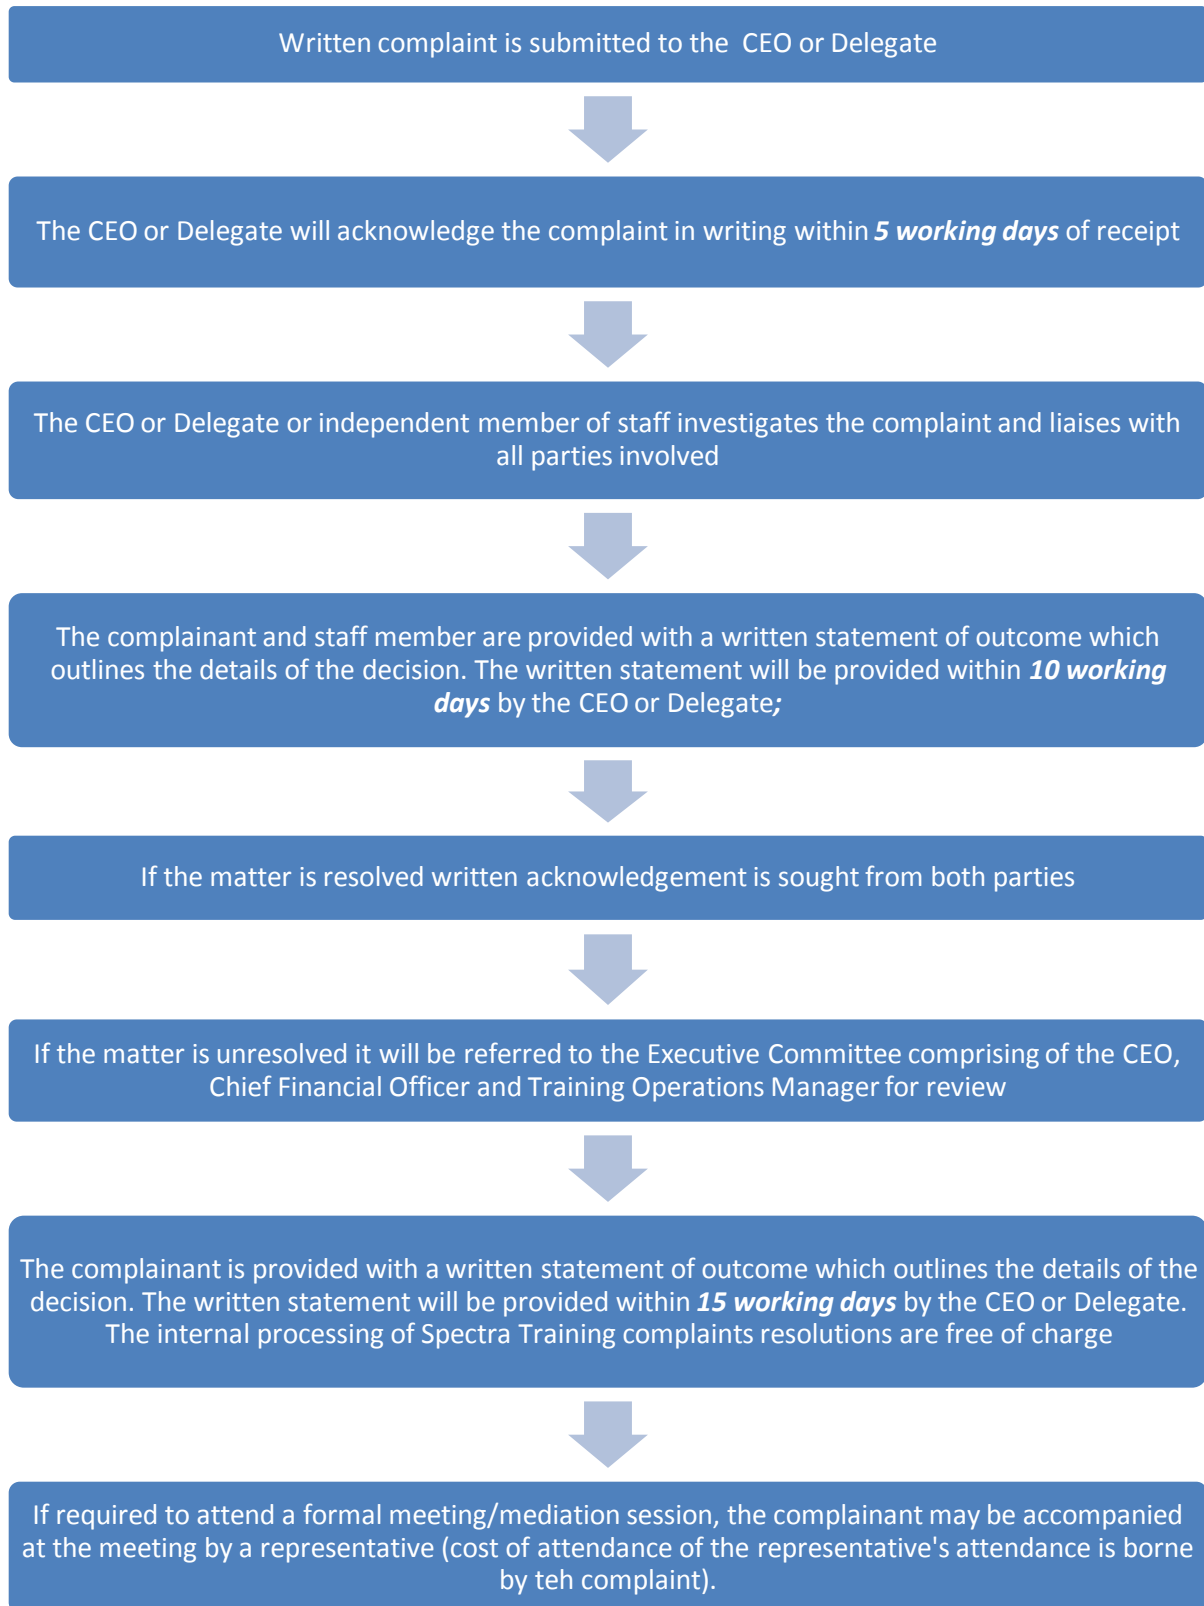 Written complaint is submitted to the  CEO or Delegate
The CEO or Delegate will acknowledge the complaint in writing within 5 working days of receipt
The CEO or Delegate or independent member of staff investigates the complaint and liaises with
all parties involved
The complainant and staff member are provided with a written statement of outcome which
outlines the details of the decision. The written statement will be provided within 10 working
days by the CEO or Delegate;
If the matter is resolved written acknowledgement is sought from both parties
If the matter is unresolved it will be referred to the Executive Committee comprising of the CEO,
Chief Financial Officer and Training Operations Manager for review
The complainant is provided with a written statement of outcome which outlines the details of the
decision. The written statement will be provided within 15 working days by the CEO or Delegate.
The internal processing of Spectra Training complaints resolutions are free of charge
If required to attend a formal meeting/mediation session, the complainant may be accompanied
at the meeting by a representative (cost of attendance of the representative's attendance is borne
by teh complaint).